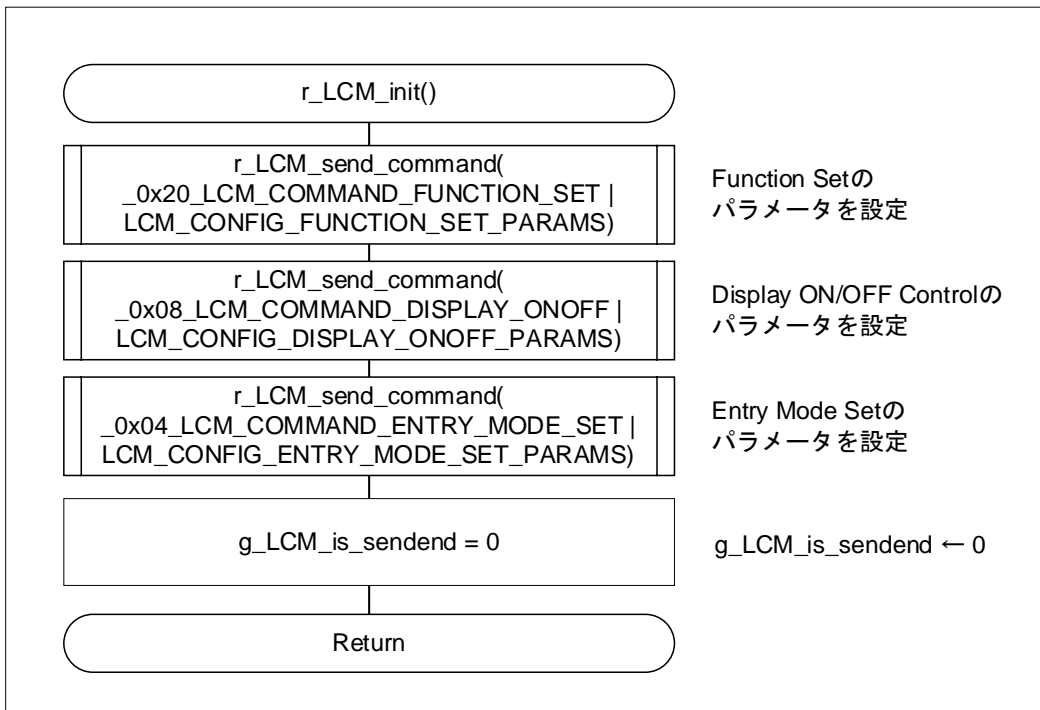 r_LCM_init()
r_LCM_send_command(
_0x20_LCM_COMMAND_FUNCTION_SET |
LCM_CONFIG_FUNCTION_SET_PARAMS)
Function Setの
パラメータを設定
r_LCM_send_command(
_0x08_LCM_COMMAND_DISPLAY_ONOFF |
LCM_CONFIG_DISPLAY_ONOFF_PARAMS)
Display ON/OFF Controlの
パラメータを設定
r_LCM_send_command(
_0x04_LCM_COMMAND_ENTRY_MODE_SET |
LCM_CONFIG_ENTRY_MODE_SET_PARAMS)
Entry Mode Setの
パラメータを設定
g_LCM_is_sendend = 0
g_LCM_is_sendend ← 0
Return